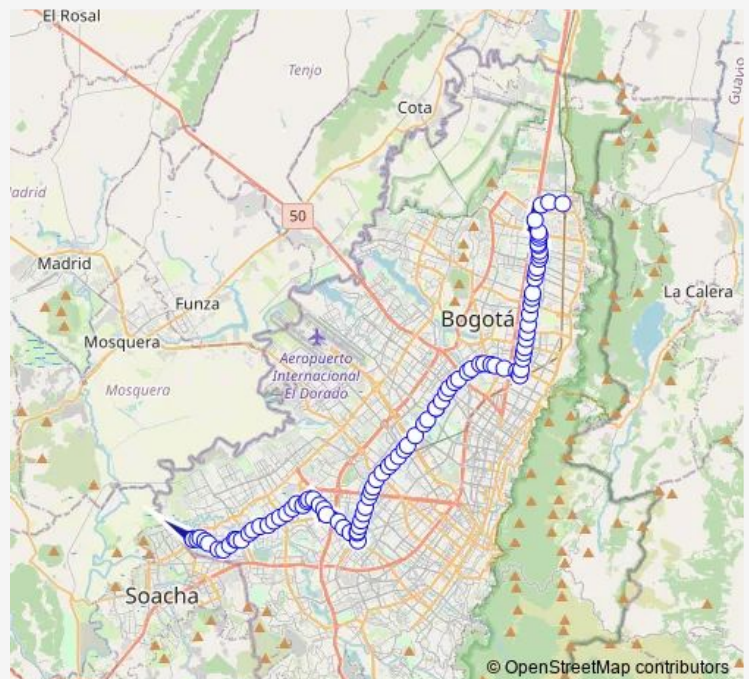 El Rosal
Tenjo
Guavio
Cota
Madrid
50
Madrid
Funza
La Calera
Bogotá
Mosquera
Aeropuerto
Internacional
El Dorado
Mosquera
Soacha
© OpenStreetMap contributors